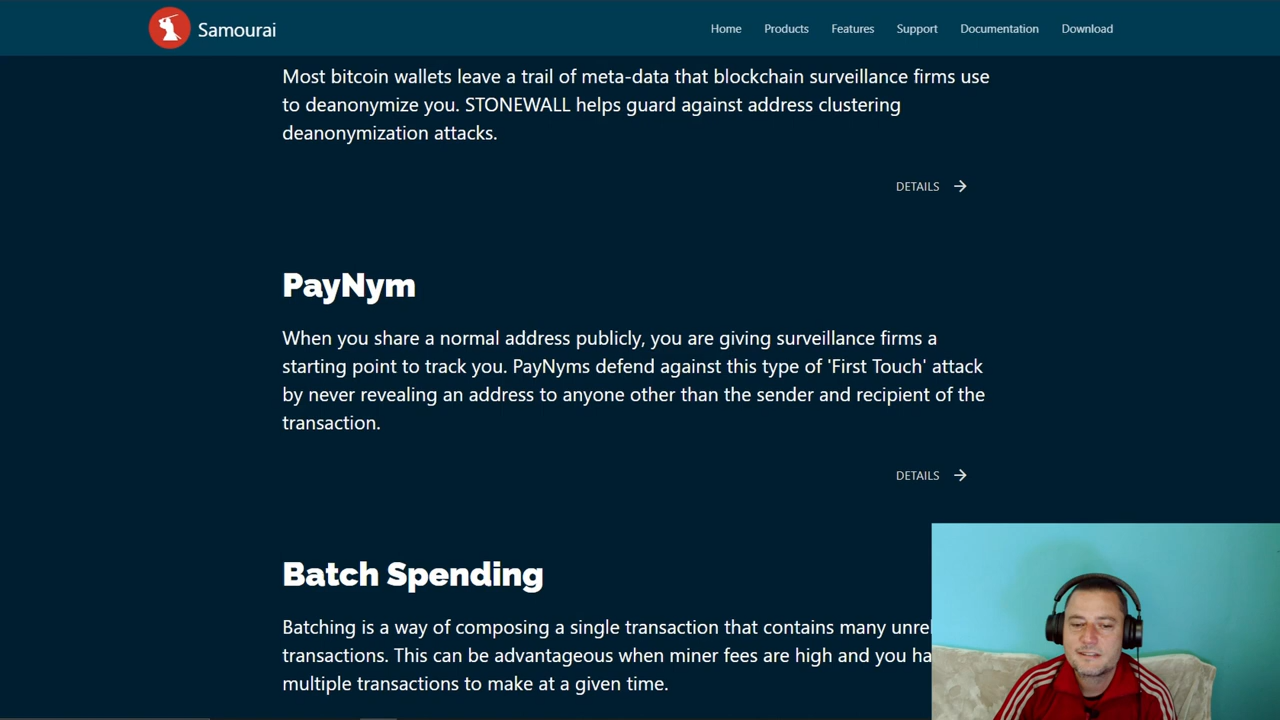 Samourai
Home Products Features Support Documentation Download
Most bitcoin wallets leave a trail of meta-data that blockchain surveillance firms use
to deanonymize you. STONEWALL helps guard against address clustering
deanonymization attacks.
DETAILS
PayNym
When you share a normal address publicly, you are giving surveillance firms a
starting point to track you. PayNyms defend against this type of 'First Touch' attack
by never revealing an address to anyone other than the sender and recipient of the
transaction.
DETAILS
Batch Spending
Batching is a way of composing a single transaction that contains many
transactions. This can be advantageous when miner fees are high and you
multiple transactions to make at a given time.